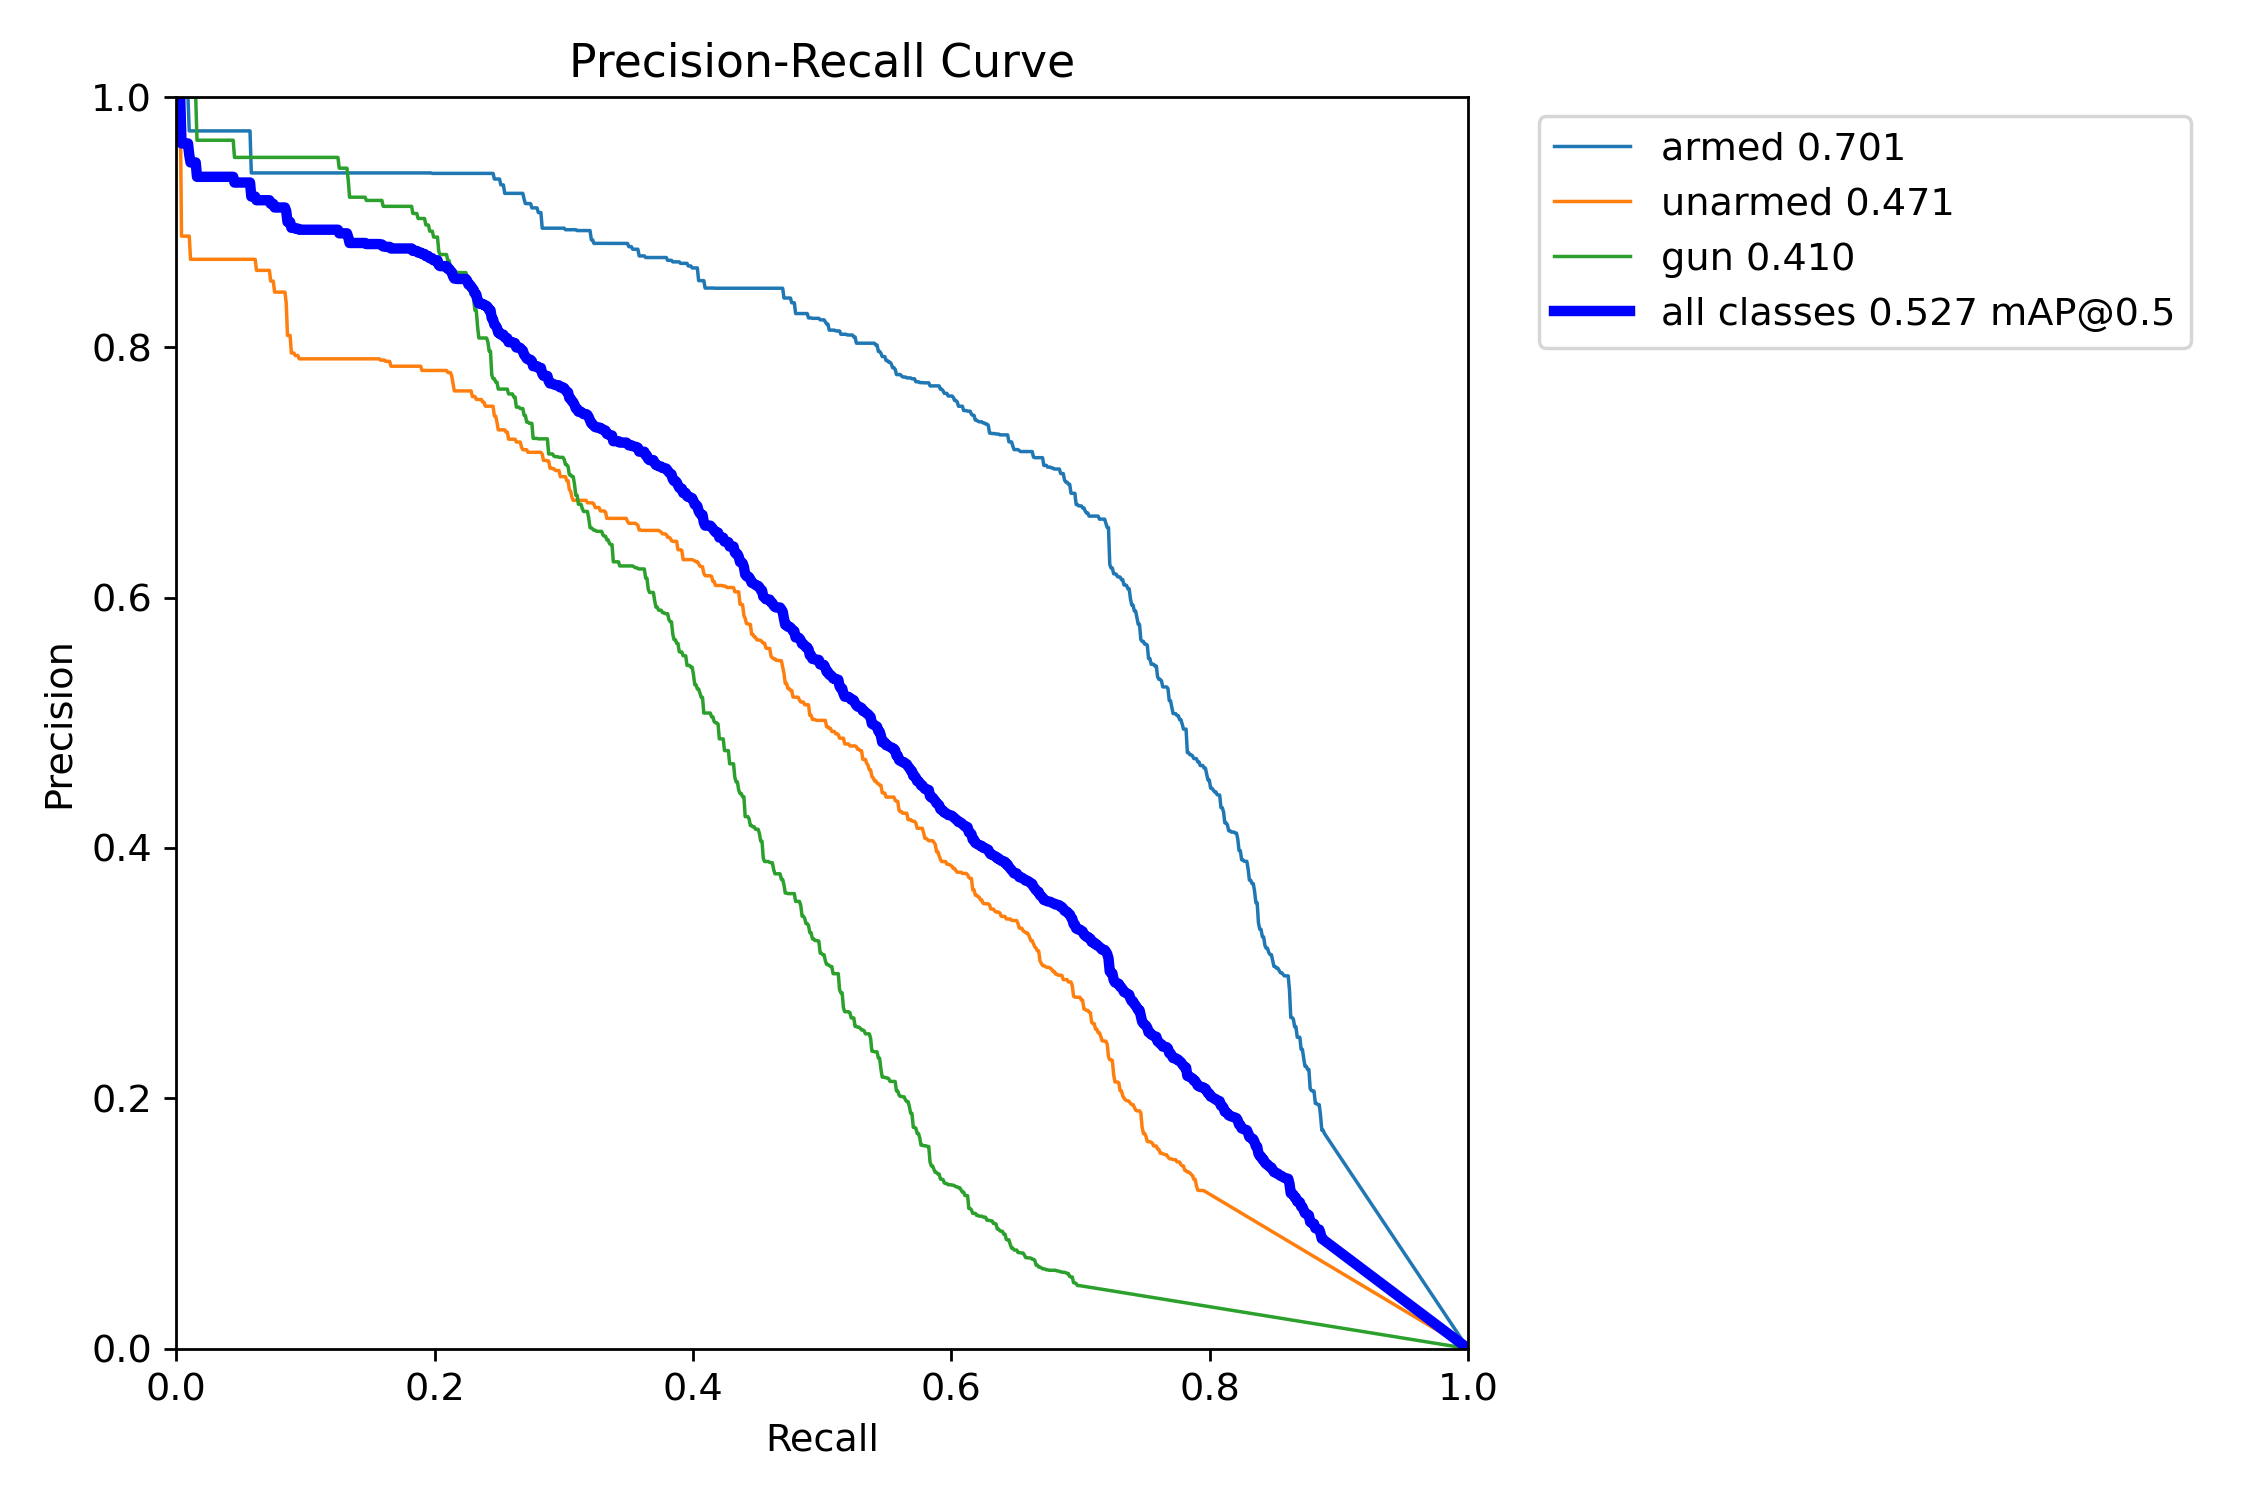 Precision-Recall Curve
1.0
0.8
0.6
0.4
0.2
0.0
Precision
0.0 0.2 0.4 0.6 0.8 1.0
Recall
armed 0.701
unarmed 0.471
gun 0.410
all classes 0.527 mAP@0.5